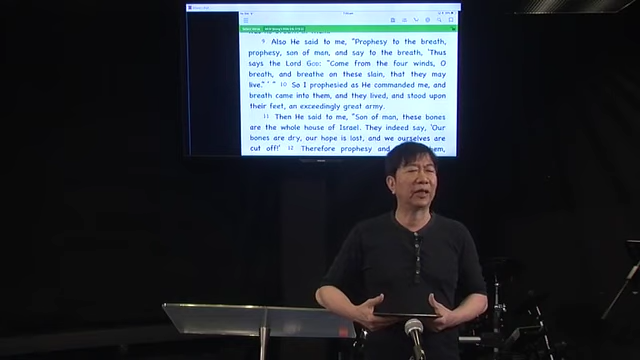 9 Also He said to me, "Prophesy to the breath,
prophesy, son of man, and say to the breath, 'Thus
says the Lord GOD: "Come from the four winds, O
breath, and breathe on these slain, that they may
live." ' " 10 So I prophesied as He commanded me, and
breath came into them, and they lived, and stood upon
their feet, an exceedingly great army.
11 Then He said to me, "Son of man, these bones
are the whole house of Israel. They indeed say, 'Our
bones are dry, our hope is lost, and we ourselves are
cut off!' 12 Therefore prophesy and